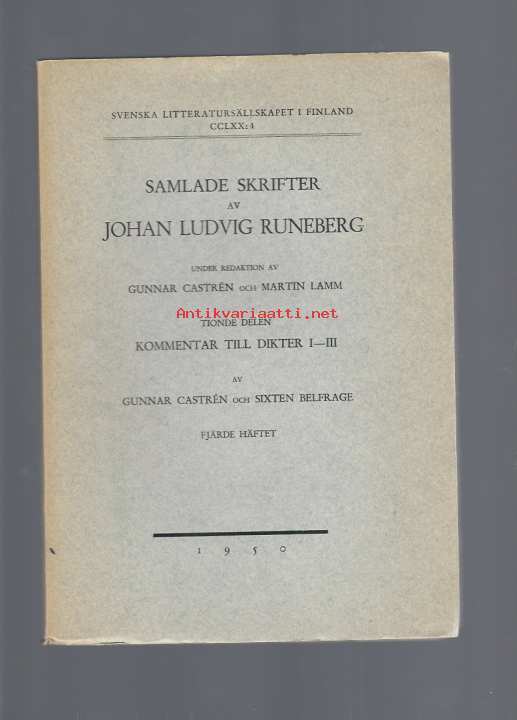 SVENSKA LITTERATURSÄLLSKAPET I FINLAND
CCLXX:4
SAMLADE SKRIFTER
AV
JOHAN LUDVIG RUNEBERG
UNDER REDAKTION AV
GUNNAR CASTRÉN OCH MARTIN LAMM
Antikvariaatti.net
TIONDE DELEN
KOMMENTAR TILL DIKTER I—III
AV
GUNNAR CASTRÉN OCH SIXTEN BELFRAGE
FJÄRDE HÄFTET
1950